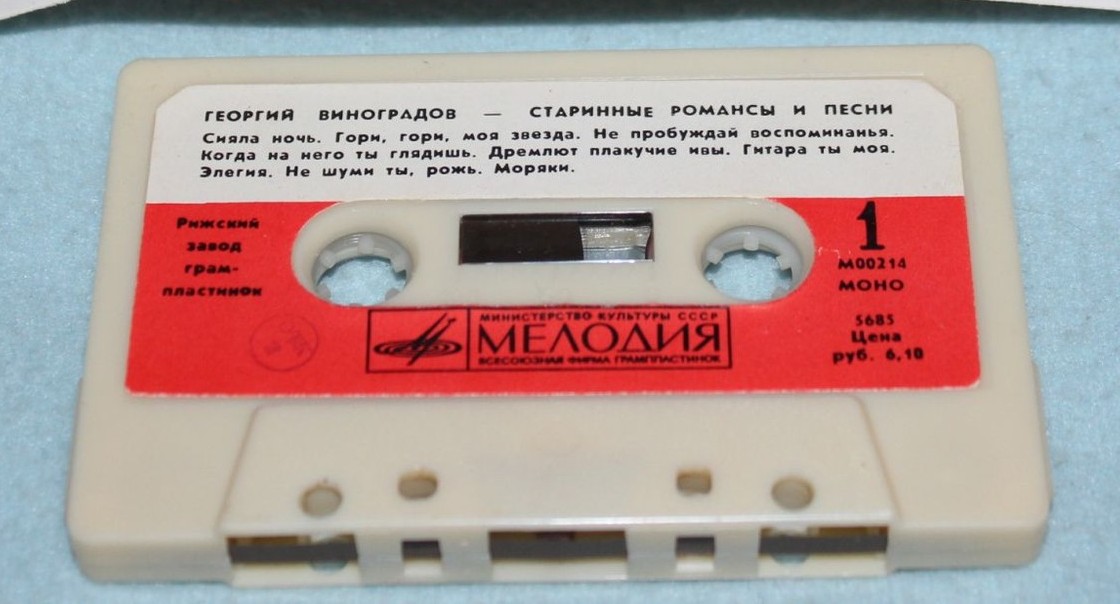 ГЕОРГИЙ ВИНОГРАДОВ — СТАРИННЫЕ РОМАНСЫ И ПЕСНИ
Сияла ночь. Гори, гори, моя звезда. Не пробуждай воспоминанья.
Когда на него ты глядишь. Дремлют плакучие ивы. Гитара ты моя.
Элегия. Не шуми ты, рожь. Моряки.
Рижский
завод
грам-
пластинок
1
М00214
МОНО
5685
Цена
руб. 6,10
МИНИСТЕРСТВО КУЛЬТУРЫ СССР
МЕЛОДИЯ
ВСЕСОЮЗНАЯ ФИРМА ГРАМПЛАСТИНОК